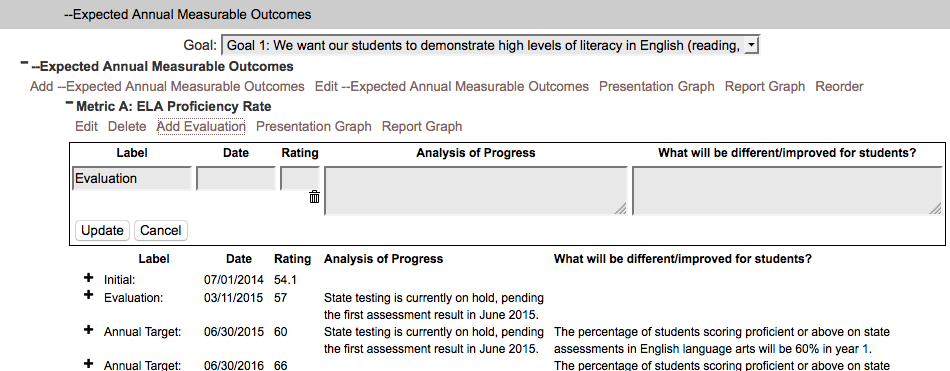 --Expected Annual Measurable Outcomes
Goal: Goal 1: We want our students to demonstrate high levels of literacy in English (reading,
--Expected Annual Measurable Outcomes
Add --Expected Annual Measurable Outcomes Edit --Expected Annual Measurable Outcomes Presentation Graph Report Graph Reorder
Metric A: ELA Proficiency Rate
Edit Delete Add Evaluation Presentation Graph Report Graph
Label Date Rating Analysis of Progress What will be different/improved for students?
Evaluation
Update Cancel
Label Date Rating Analysis of Progress What will be different/improved for students?
Initial: 07/01/2014 54.1
Evaluation: 03/11/2015 57 State testing is currently on hold, pending
the first assessment result in June 2015.
Annual Target: 06/30/2015 60 State testing is currently on hold, pending The percentage of students scoring proficient or above on state
the first assessment result in June 2015. assessments in English language arts will be 60% in year 1.
Annual Target: 06/30/2016 66 The percentage of students scoring proficient or above on state